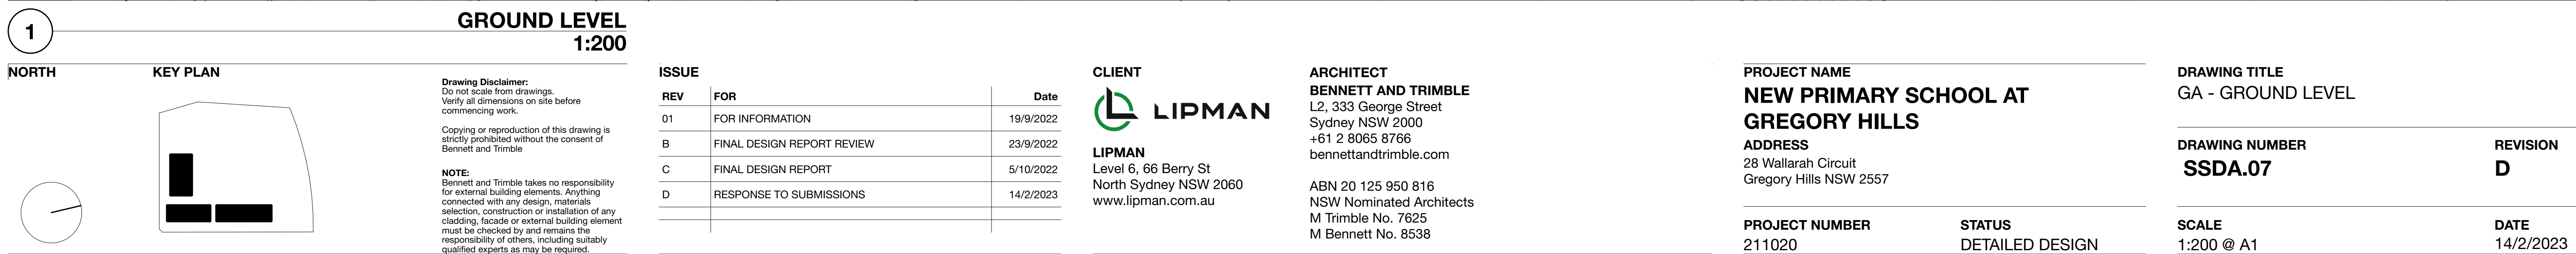 1
GROUND LEVEL
1:200
NORTH
KEY PLAN
Drawing Disclaimer:
Do not scale from drawings.
Verify all dimensions on site before
commencing work.
Copying or reproduction of this drawing is
strictly prohibited without the consent of
Bennett and Trimble
NOTE:
Bennett and Trimble takes no responsibility
for external building elements. Anything
connected with any design, materials
selection, construction or installation of any
cladding, facade or external building element
must be checked by and remains the
responsibility of others, including suitably
qualified experts as may be required.
ISSUE
REV FOR Date
01 FOR INFORMATION 19/9/2022
B FINAL DESIGN REPORT REVIEW 23/9/2022
C FINAL DESIGN REPORT 5/10/2022
D RESPONSE TO SUBMISSIONS 14/2/2023
CLIENT
LIPMAN
LIPMAN
Level 6, 66 Berry St
North Sydney NSW 2060
www.lipman.com.au
ARCHITECT
BENNETT AND TRIMBLE
L2, 333 George Street
Sydney NSW 2000
+61 2 8065 8766
bennettandtrimble.com
ABN 20 125 950 816
NSW Nominated Architects
M Trimble No. 7625
M Bennett No. 8538
PROJECT NAME
NEW PRIMARY SCHOOL AT
GREGORY HILLS
ADDRESS
28 Wallarah Circuit
Gregory Hills NSW 2557
PROJECT NUMBER
211020
STATUS
DETAILED DESIGN
DRAWING TITLE
GA - GROUND LEVEL
DRAWING NUMBER
SSDA.07
REVISION
D
SCALE
1:200 @ A1
DATE
14/2/2023